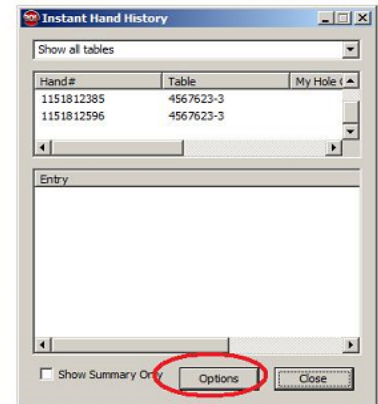 Instant Hand History
Show all tables
Hand# Table My Hole (
1151812385 4567623-3
1151812596 4567623-3
Entry
Show Summary Only Options Close